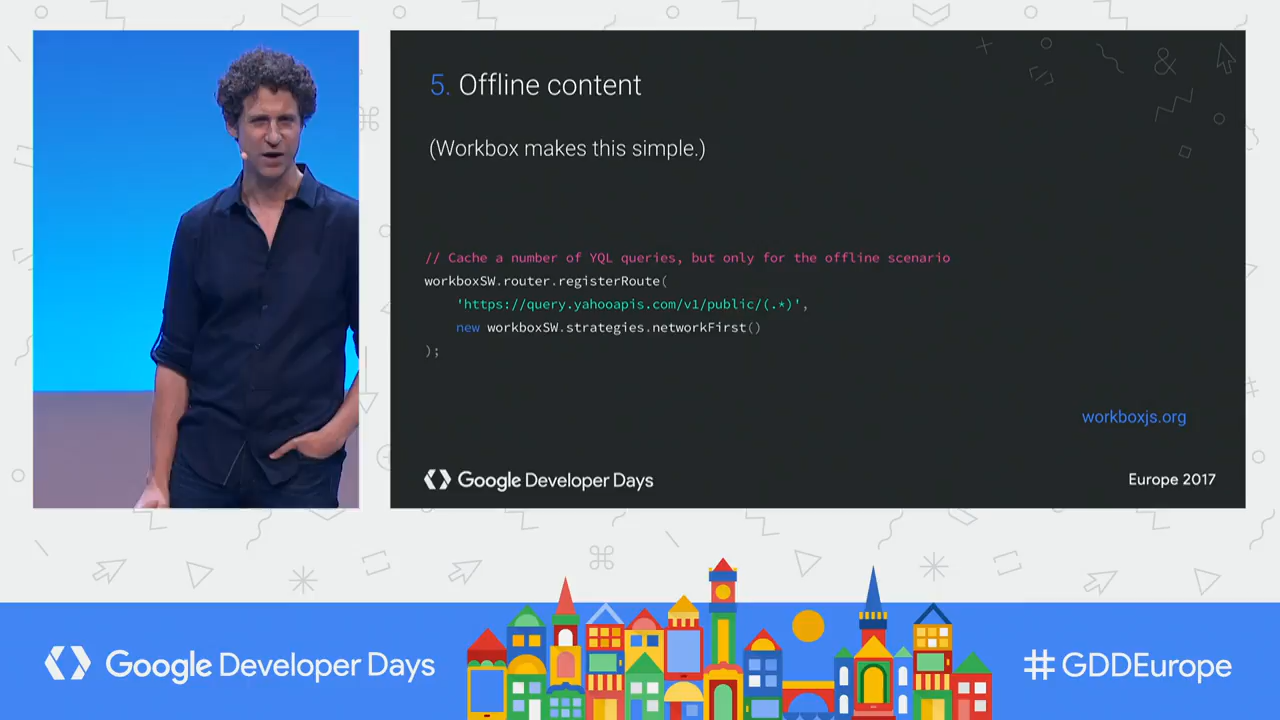 5. Offline content
(Workbox makes this simple.)
// Cache a number of YQL queries, but only for the offline scenario
workboxSW.router.registerRoute(
'https://query.yahooapis.com/v1/public/(.*)',
new workboxSW.strategies.networkFirst()
);
workboxjs.org
Google Developer Days
Europe 2017
Google Developer Days
#GDDEurope